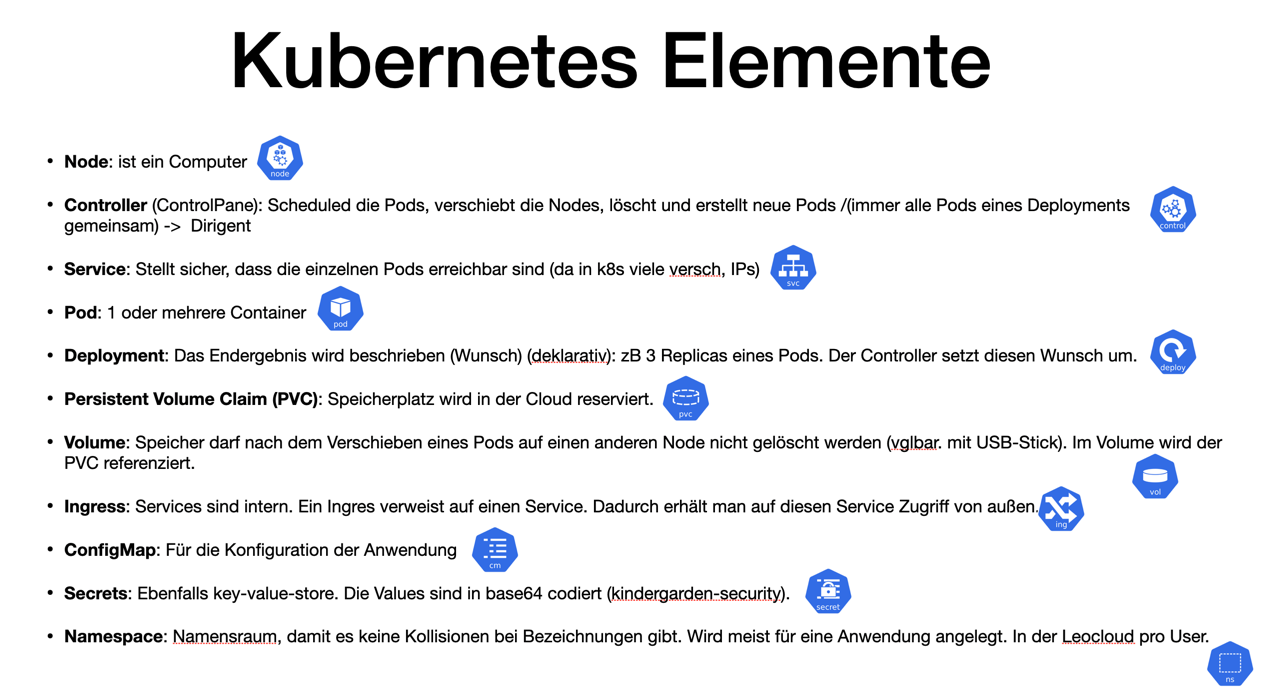 Kubernetes Elemente
• Node: ist ein Computer
node
• Controller (ControlPane): Scheduled die Pods, verschiebt die Nodes, löscht und erstellt neue Pods /(immer alle Pods eines Deployments
gemeinsam) -> Dirigent
control
• Service: Stellt sicher, dass die einzelnen Pods erreichbar sind (da in k8s viele versch, IPs)
svc
• Pod: 1 oder mehrere Container
pod
• Deployment: Das Endergebnis wird beschrieben (Wunsch) (deklarativ): zB 3 Replicas eines Pods. Der Controller setzt diesen Wunsch um.
deploy
• Persistent Volume Claim (PVC): Speicherplatz wird in der Cloud reserviert.
pvc
• Volume: Speicher darf nach dem Verschieben eines Pods auf einen anderen Node nicht gelöscht werden (vglbar. mit USB-Stick). Im Volume wird der
PVC referenziert.
vol
• Ingress: Services sind intern. Ein Ingres verweist auf einen Service. Dadurch erhält man auf diesen Service Zugriff von außen.
ing
• ConfigMap: Für die Konfiguration der Anwendung
cm
• Secrets: Ebenfalls key-value-store. Die Values sind in base64 codiert (kindergarden-security).
secret
• Namespace: Namensraum, damit es keine Kollisionen bei Bezeichnungen gibt. Wird meist für eine Anwendung angelegt. In der Leocloud pro User.
ns